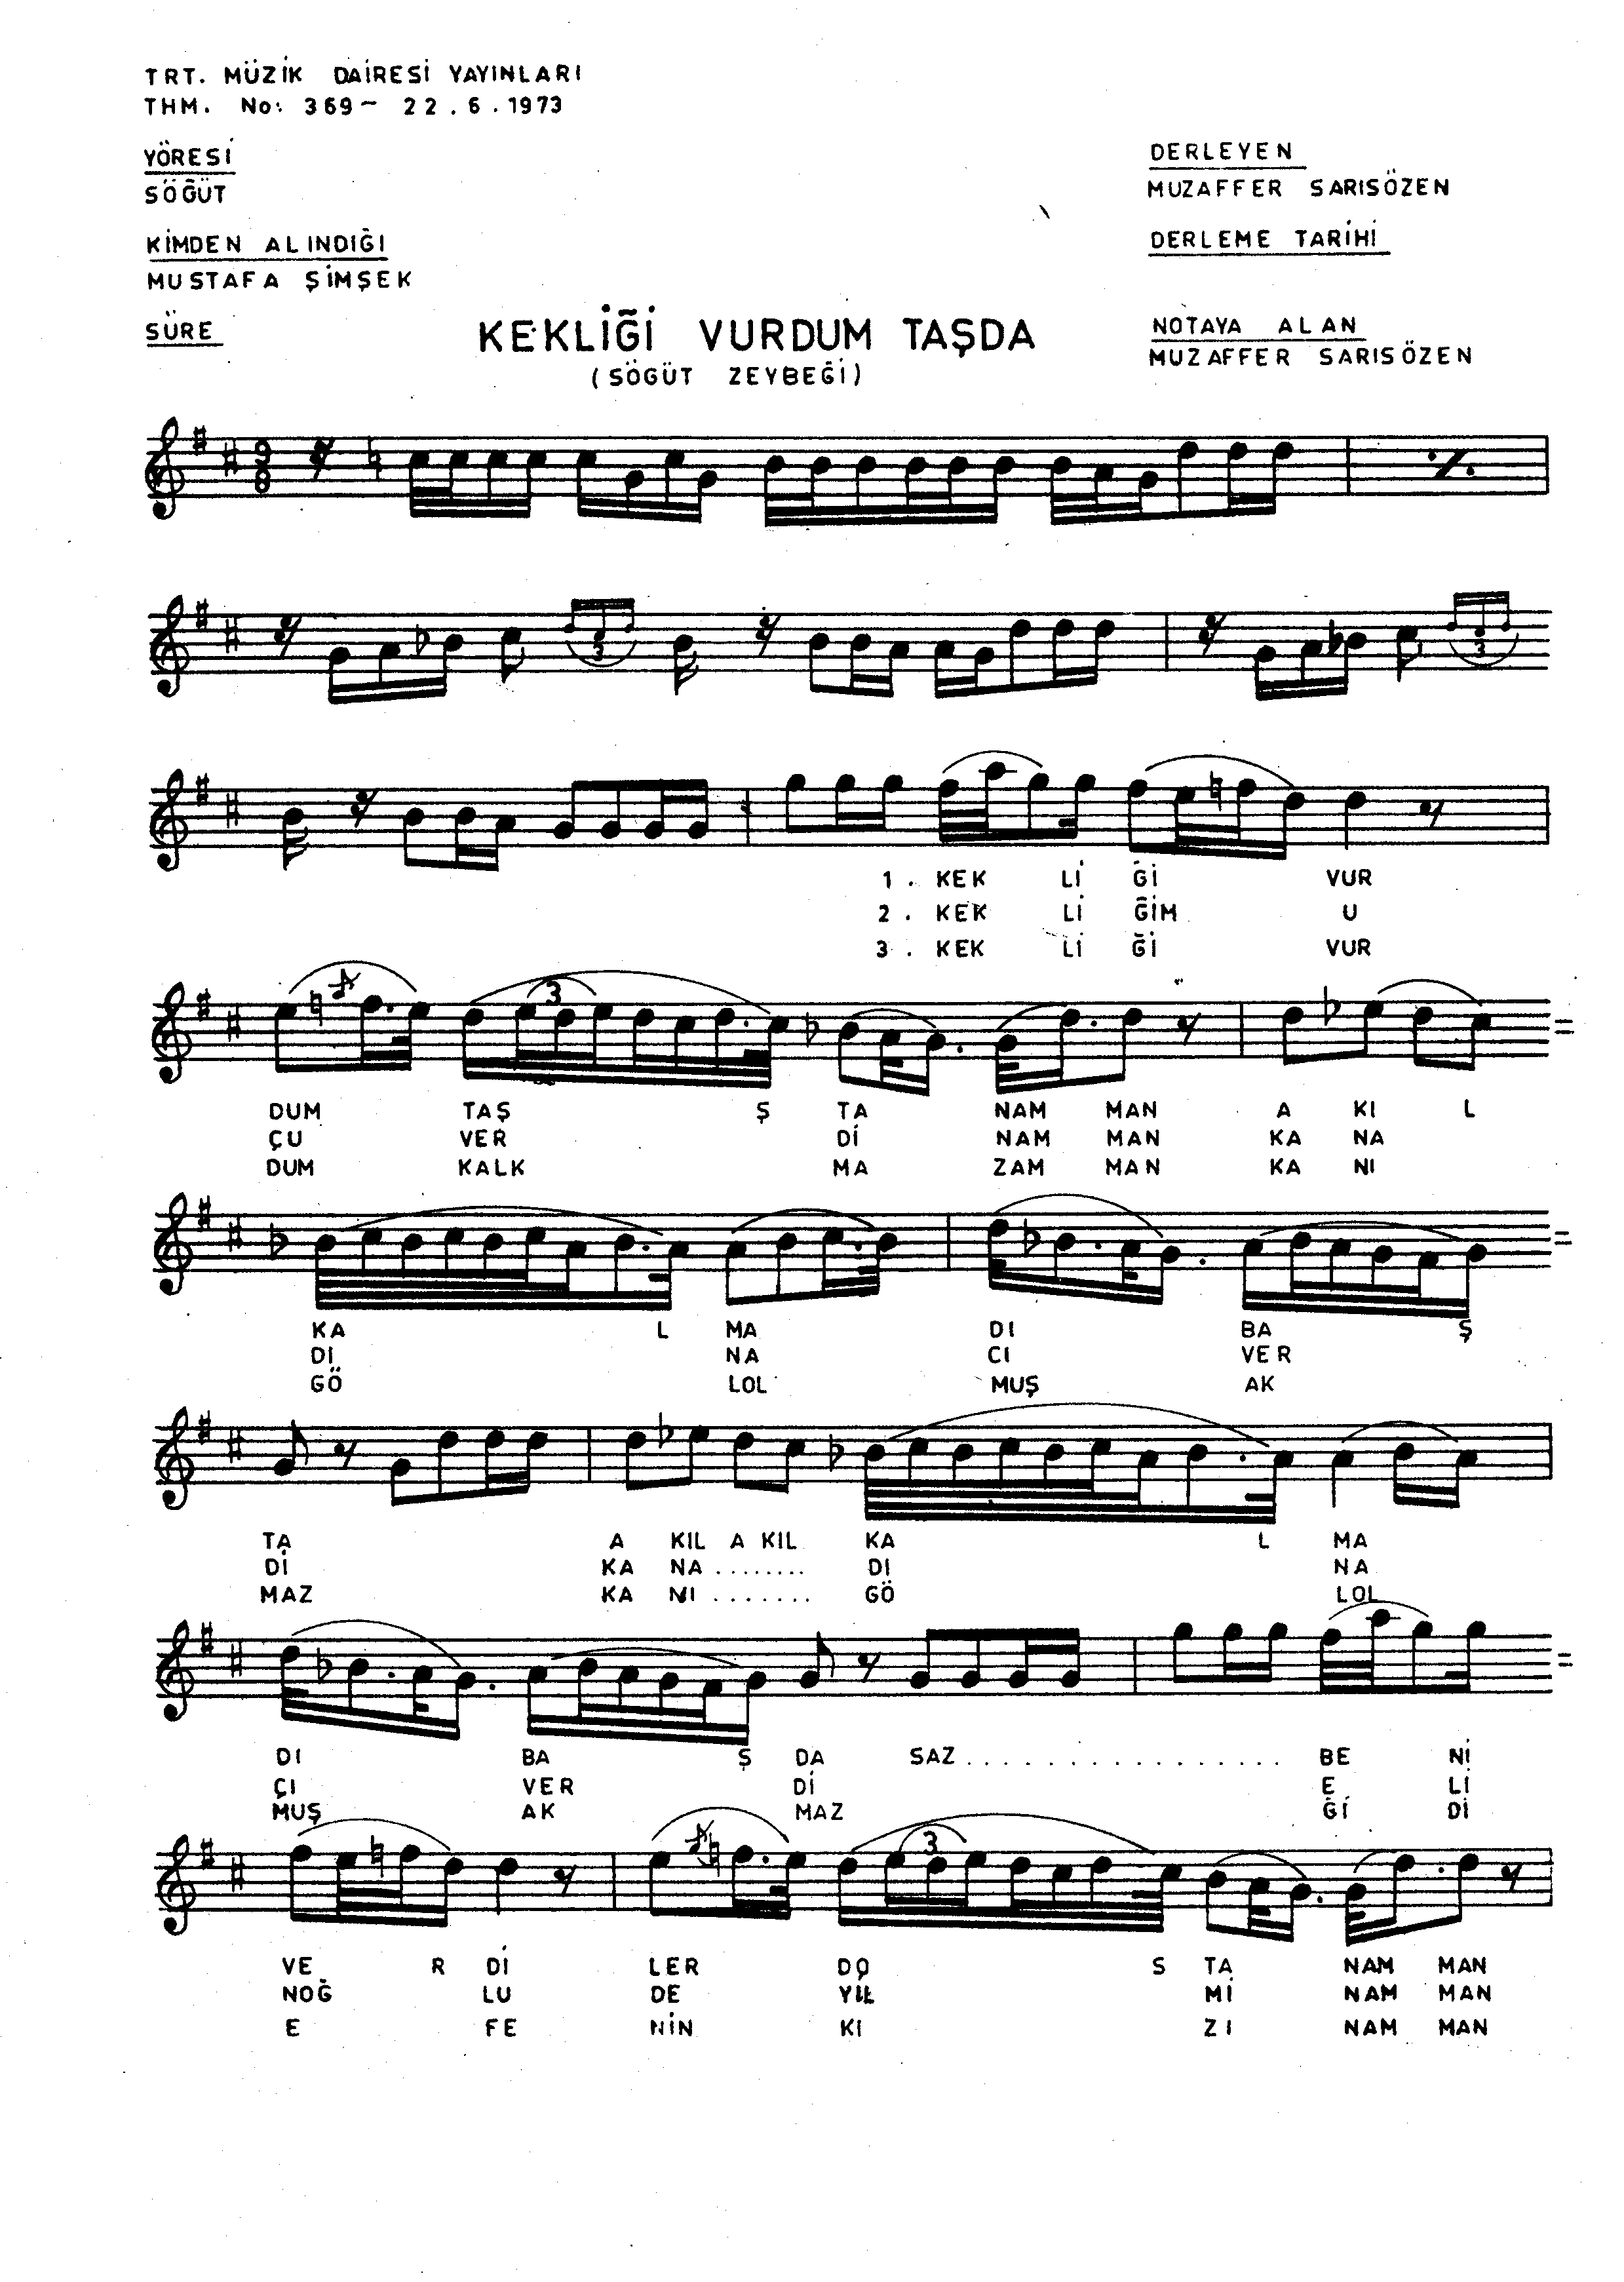 TRT. MÜZİK DAİRESİ YAYINLARI
THM. No: 369- 22.6.1973
YÖRESİ
SÖĞÜT
DERLEYEN
MUZAFFER SARISÖZEN
KİMDEN ALINDIĞI
MUSTAFA ŞİMŞEK
DERLEME TARİHİ
SÜRE
KEKLİĞİ VURDUM TAŞDA
(SÖGÜT ZEYBEĞİ)
NOTAYA ALAN
MUZAFFER SARISÖZEN
9/8
3 3
1. KEK Lİ Ğİ VUR
2. KEK Lİ ĞİM U
3. KEK Lİ Ğİ VUR
3
DUM TAŞ Ş TA NAM MAN A KI L
ÇU VER Dİ NAM MAN KA NA
DUM KALK MA ZAM MAN KA NI
KA L MA DI BA Ş
DI NA CI VER
GÖ LOL MUŞ AK
TA A KIL A KIL KA L MA
Dİ KA NA ........ DI NA
MAZ KA NI ....... GÖ LOL
DI BA Ş DA SAZ ................. BE Nİ
ÇI VER Dİ E Lİ
MUŞ AK MAZ Ğİ Dİ
3
VE R Dİ LER DO S TA NAM MAN
NOĞ LU DE YİL Mİ NAM MAN
E FE NİN KI ZI NAM MAN